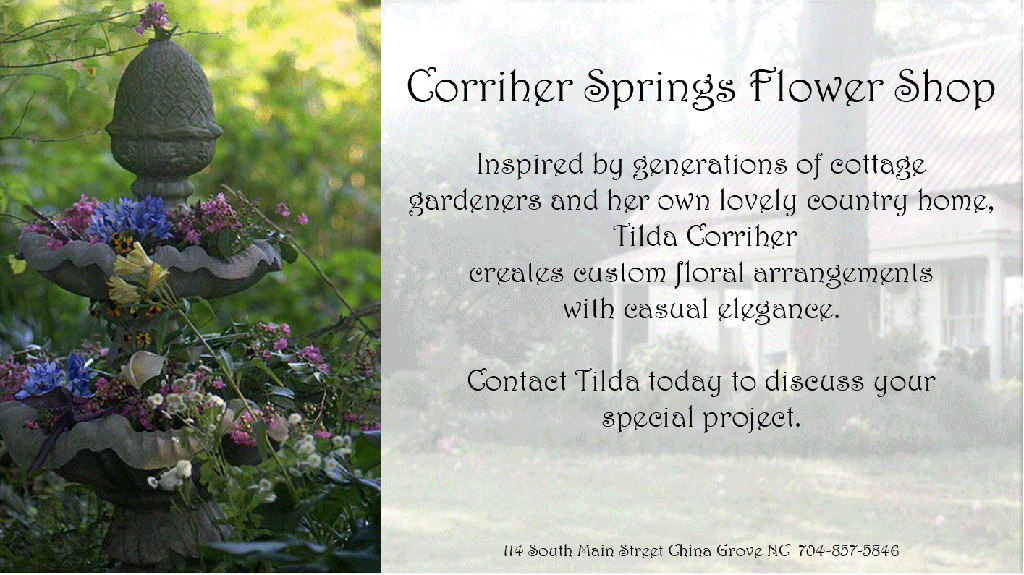 Corriher Springs Flower Shop
Inspired by generations of cottage
gardeners and her own lovely country home,
Tilda Corriher
creates custom floral arrangements
with casual elegance.
Contact Tilda today to discuss your
special project.
114 South Main Street China Grove NC 704-857-5846